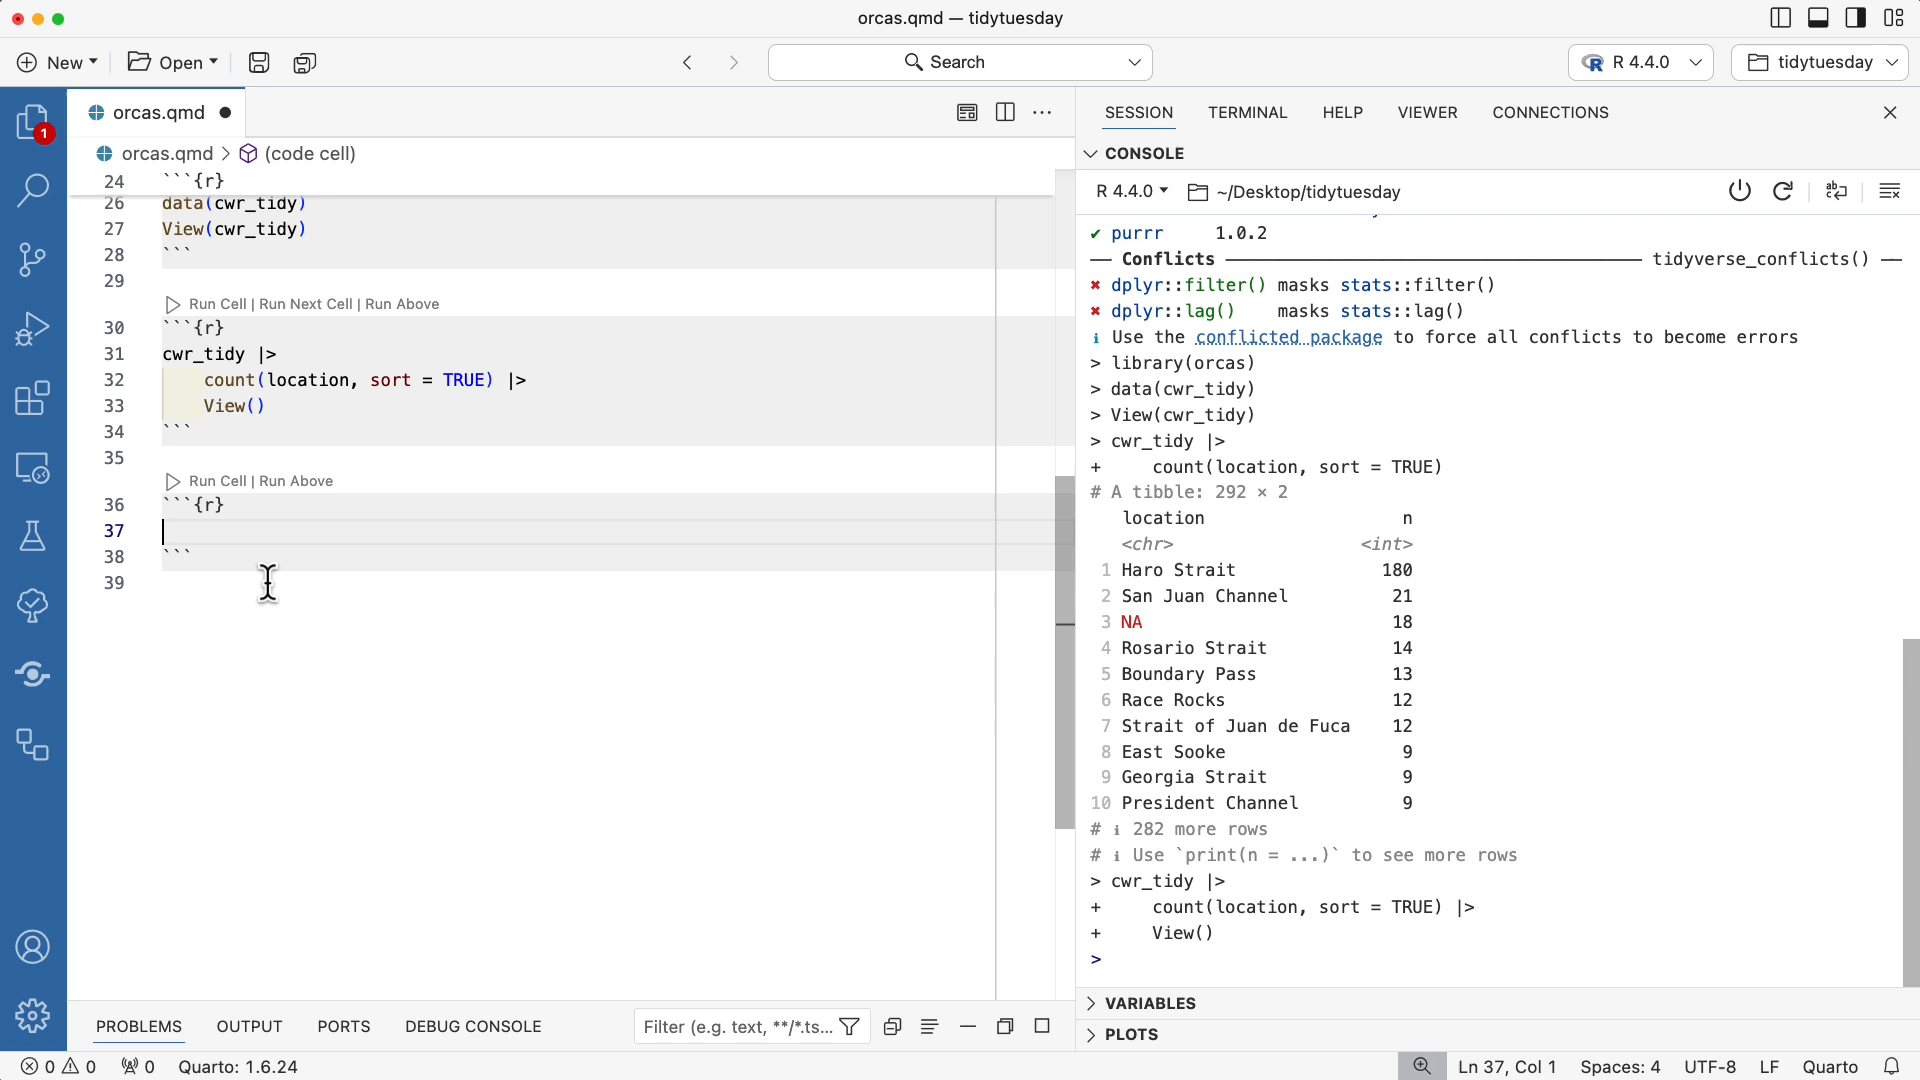 orcas.qmd — tidytuesday
New
Open
Search
R 4.4.0
tidytuesday
1
orcas.qmd
orcas.qmd > (code cell)
24 ```{r}
26 data(cwr_tidy)
27 View(cwr_tidy)
28 ```
29
Run Cell | Run Next Cell | Run Above
30 ```{r}
31 cwr_tidy |>
32 count(location, sort = TRUE) |>
33 View()
34 ```
35
Run Cell | Run Above
36 ```{r}
37
38 ```
39
PROBLEMS OUTPUT PORTS DEBUG CONSOLE
Filter (e.g. text, **/*.ts...
SESSION TERMINAL HELP VIEWER CONNECTIONS
CONSOLE
R 4.4.0 ~/Desktop/tidytuesday
✔ purrr 1.0.2
── Conflicts ──────────────── tidyverse_conflicts() ──
✖ dplyr::filter() masks stats::filter()
✖ dplyr::lag() masks stats::lag()
ℹ Use the conflicted package to force all conflicts to become errors
> library(orcas)
> data(cwr_tidy)
> View(cwr_tidy)
> cwr_tidy |>
+ count(location, sort = TRUE)
# A tibble: 292 × 2
location n
<chr> <int>
1 Haro Strait 180
2 San Juan Channel 21
3 NA 18
4 Rosario Strait 14
5 Boundary Pass 13
6 Race Rocks 12
7 Strait of Juan de Fuca 12
8 East Sooke 9
9 Georgia Strait 9
10 President Channel 9
# ℹ 282 more rows
# ℹ Use `print(n = ...)` to see more rows
> cwr_tidy |>
+ count(location, sort = TRUE) |>
+ View()
>
VARIABLES
PLOTS
0 0 0 Quarto: 1.6.24
Ln 37, Col 1 Spaces: 4 UTF-8 LF Quarto